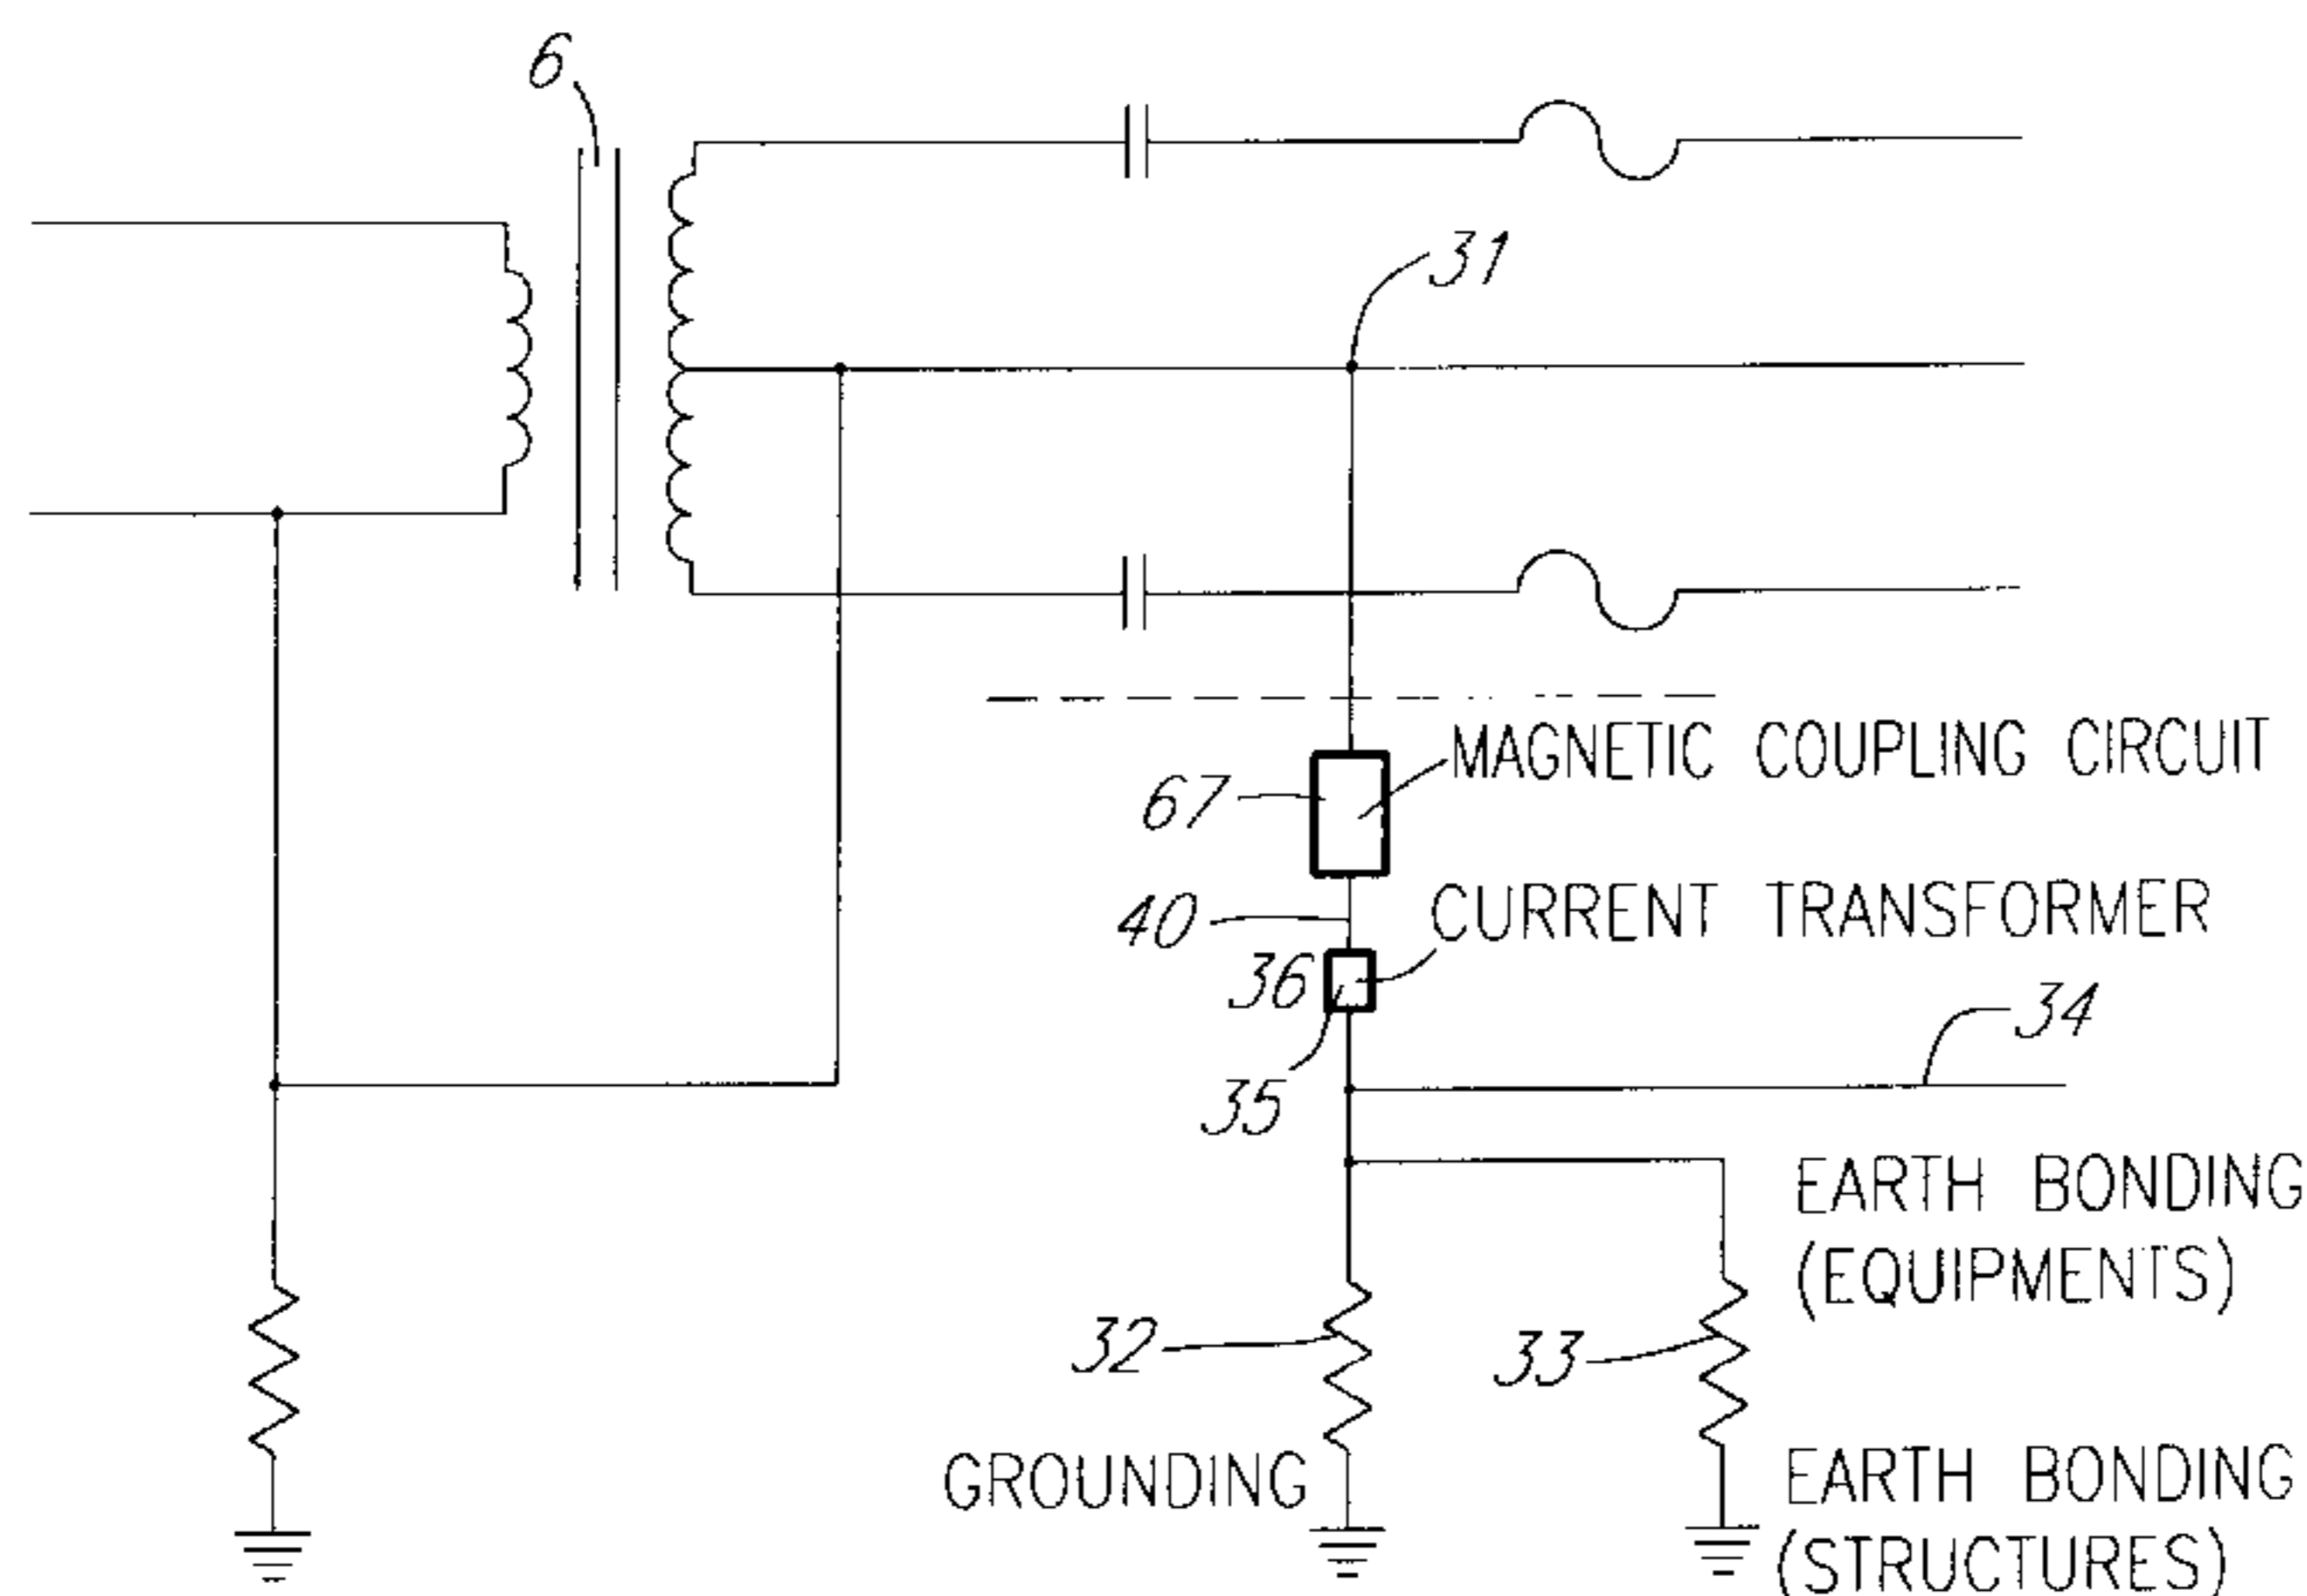 6
31
MAGNETIC COUPLING CIRCUIT
67
40
CURRENT TRANSFORMER
36
34
35
EARTH BONDING
(EQUIPMENTS)
32
33
GROUNDING
EARTH BONDING
(STRUCTURES)